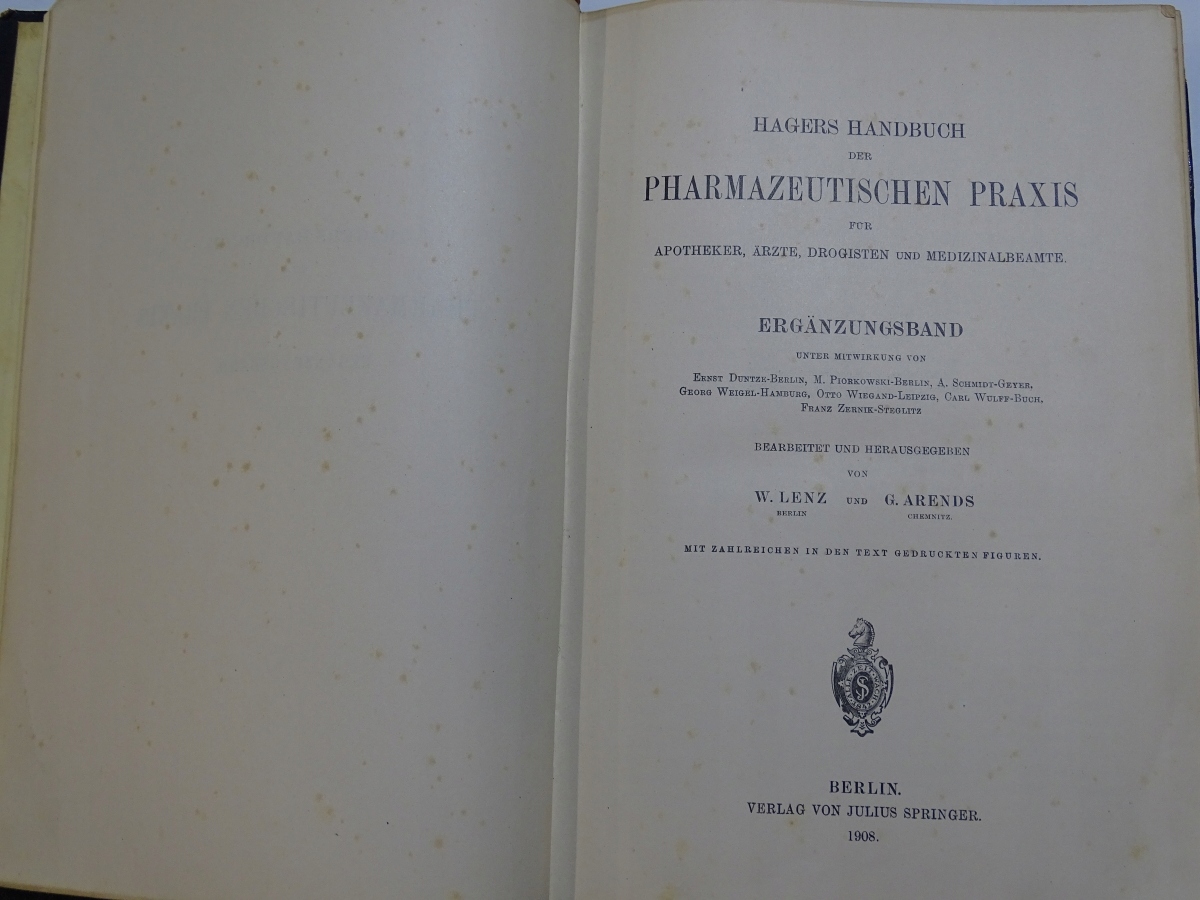 HAGERS HANDBUCH
DER
PHARMAZEUTISCHEN PRAXIS
FÜR
APOTHEKER, ÄRZTE, DROGISTEN UND MEDIZINALBEAMTE.
ERGÄNZUNGSBAND
UNTER MITWIRKUNG VON
ERNST DUNTZE-BERLIN, M. PIORKOWSKI-BERLIN, A. SCHMIDT-GEYER,
GEORG WEIGEL-HAMBURG, OTTO WIEGAND-LEIPZIG, CARL WULFF-BUCH,
FRANZ ZERNIK-STEGLITZ
BEARBEITET UND HERAUSGEGEBEN
VON
W. LENZ UND G. ARENDS
BERLIN CHEMNITZ.
MIT ZAHLREICHEN IN DEN TEXT GEDRUCKTEN FIGUREN.
BERLIN.
VERLAG VON JULIUS SPRINGER.
1908.